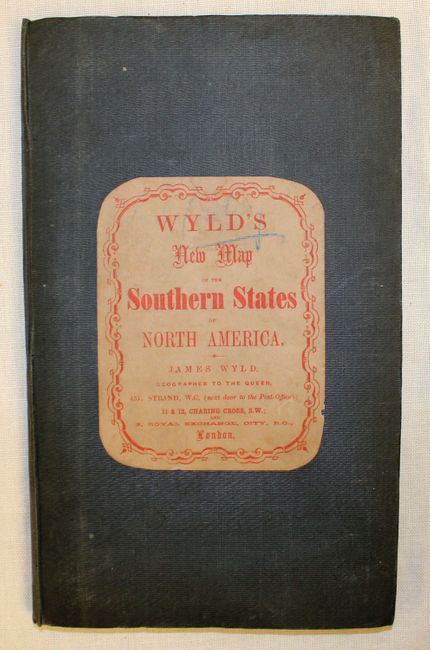 WYLD'S
New Map
OF THE
Southern States
OF
NORTH AMERICA.
JAMES WYLD,
GEOGRAPHER TO THE QUEEN,
457, STRAND, W.C. (next door to the Post-Office);
11 & 12, CHARING CROSS, S.W.;
AND
2, ROYAL EXCHANGE, CITY, E.C.,
London.